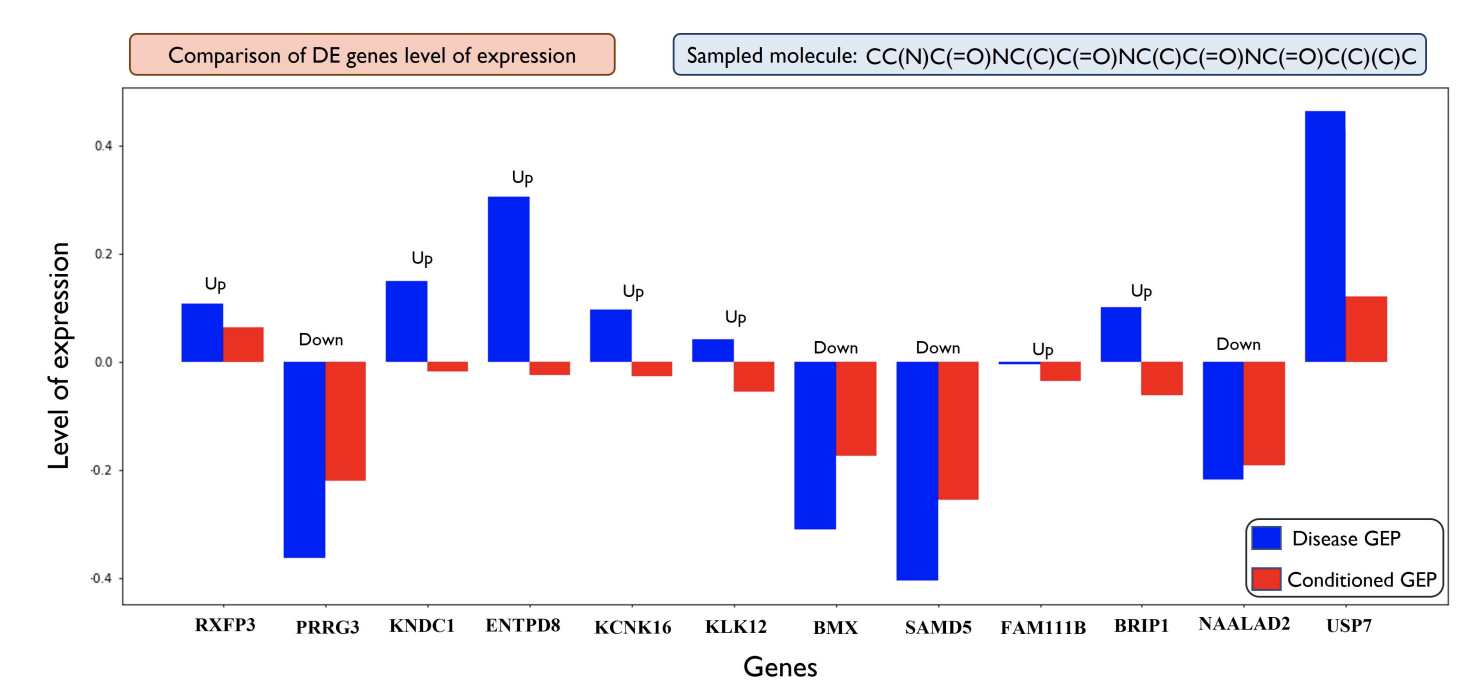 Comparison of DE genes level of expression
Sampled molecule: CC(N)C(=O)NC(C)C(=O)NC(C)C(=O)NC(=O)C(C)(C)C
Level of expression
0.4
0.2
0.0
-0.2
-0.4
Up
Down
Up
Up
Up
Up
Down
Down
Up
Up
Down
Disease GEP
Conditioned GEP
RXFP3 PRRG3 KNDC1 ENTPD8 KCNK16 KLK12 BMX SAMD5 FAM111B BRIP1 NAALAD2 USP7
Genes